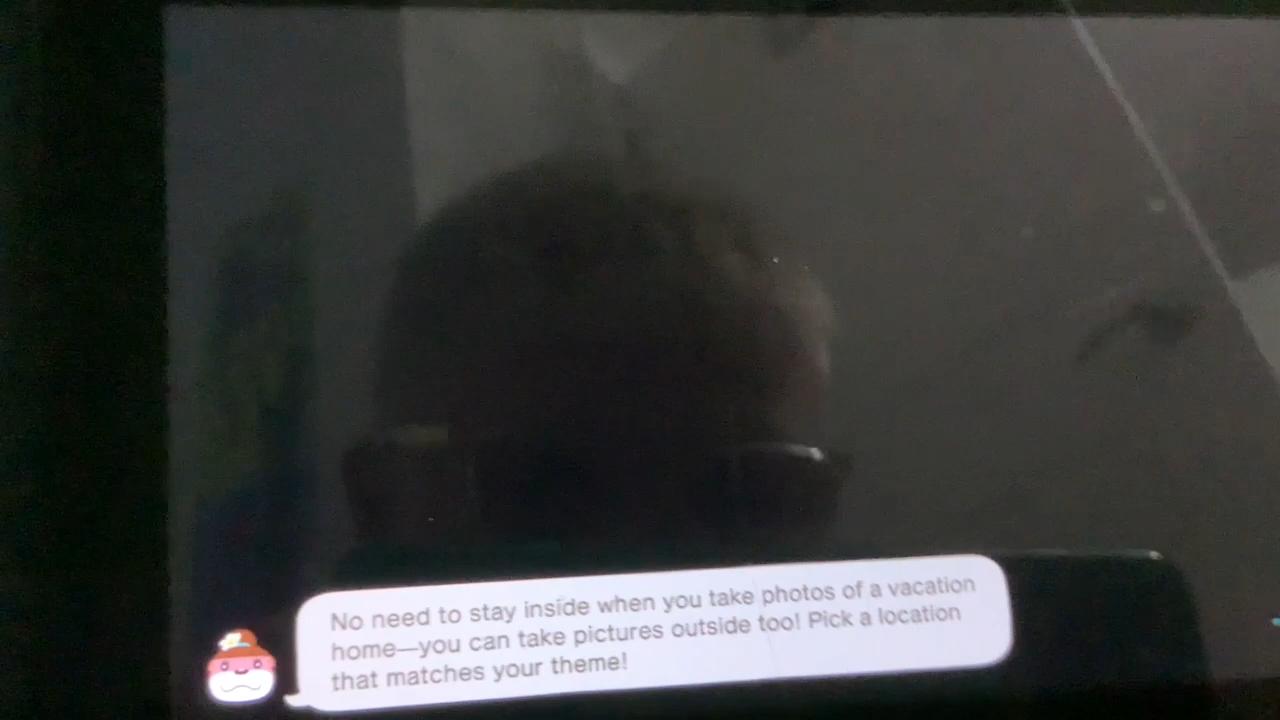 No need to stay inside when you take photos of a vacation
home—you can take pictures outside too! Pick a location
that matches your theme!